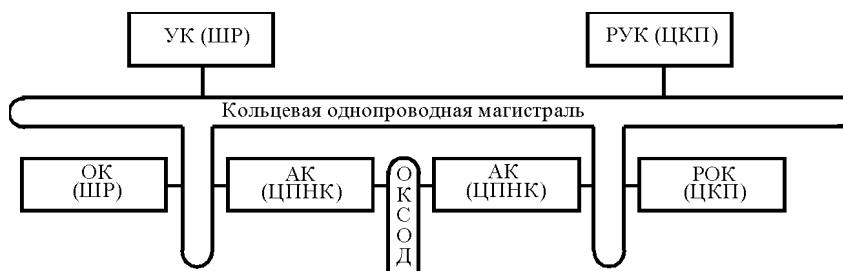 УК (ШР)
РУК (ЦКП)
Кольцевая однопроводная магистраль
ОК
(ШР)
АК
(ЦПНК)
О
К
С
О
Д
АК
(ЦПНК)
РОК
(ЦКП)